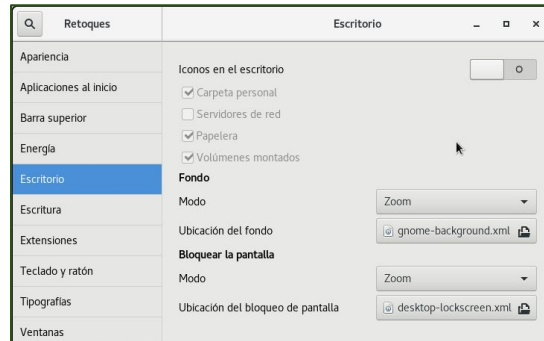 Retoques
Escritorio
Apariencia
Aplicaciones al inicio
Barra superior
Energía
Escritorio
Escritura
Extensiones
Teclado y ratón
Tipografías
Ventanas
Iconos en el escritorio
Carpeta personal
Servidores de red
Papelera
Volúmenes montados
Fondo
Modo Zoom
Ubicación del fondo gnome-background.xml
Bloquear la pantalla
Modo Zoom
Ubicación del bloqueo de pantalla desktop-lockscreen.xml